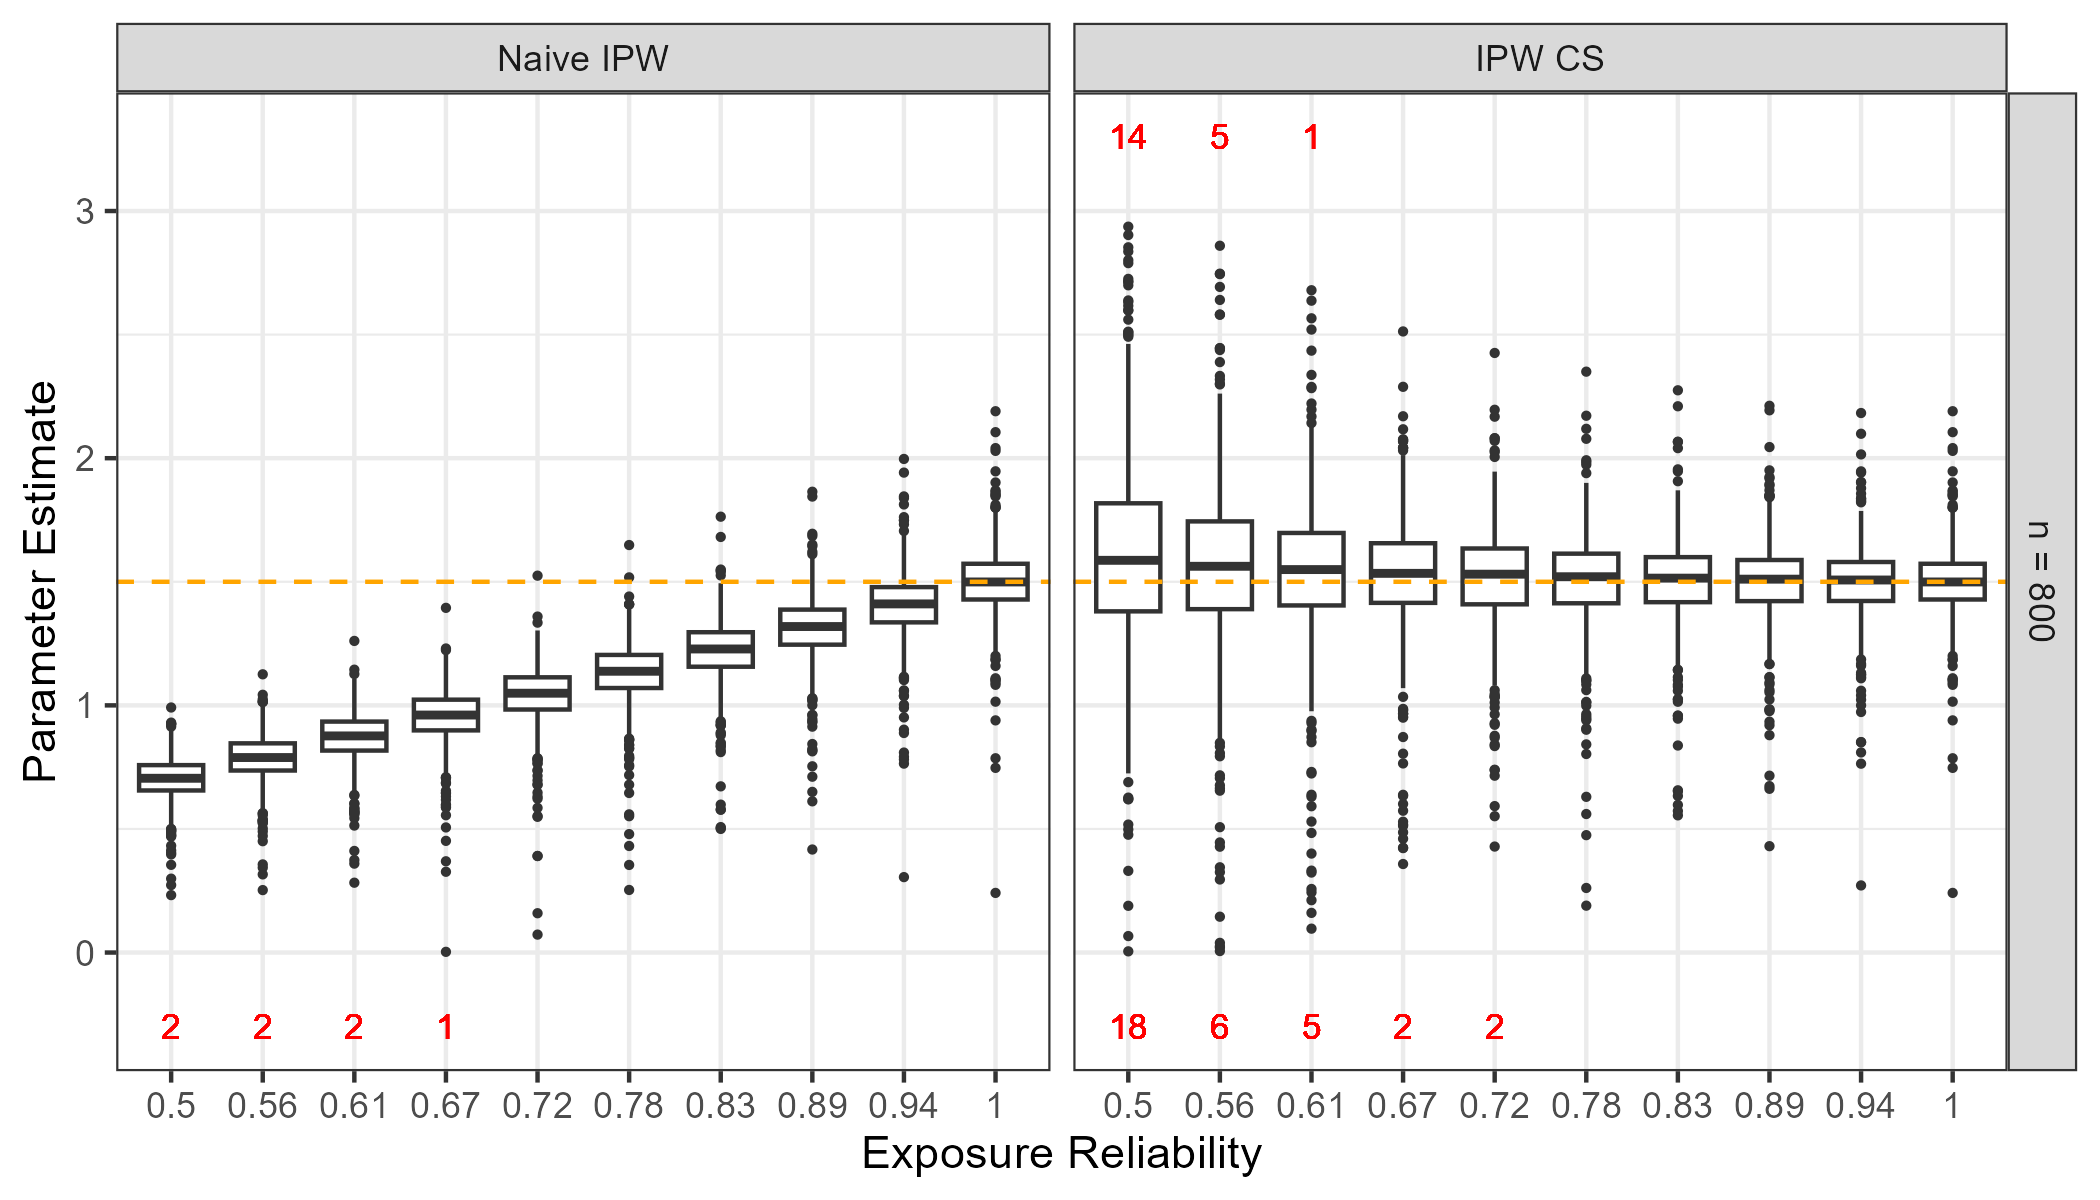 Naive IPW
IPW CS
14 5 1
3
2
1
0
Parameter Estimate
n = 800
2 2 2 1
18 6 5 2 2
0.5 0.56 0.61 0.67 0.72 0.78 0.83 0.89 0.94 1
0.5 0.56 0.61 0.67 0.72 0.78 0.83 0.89 0.94 1
Exposure Reliability